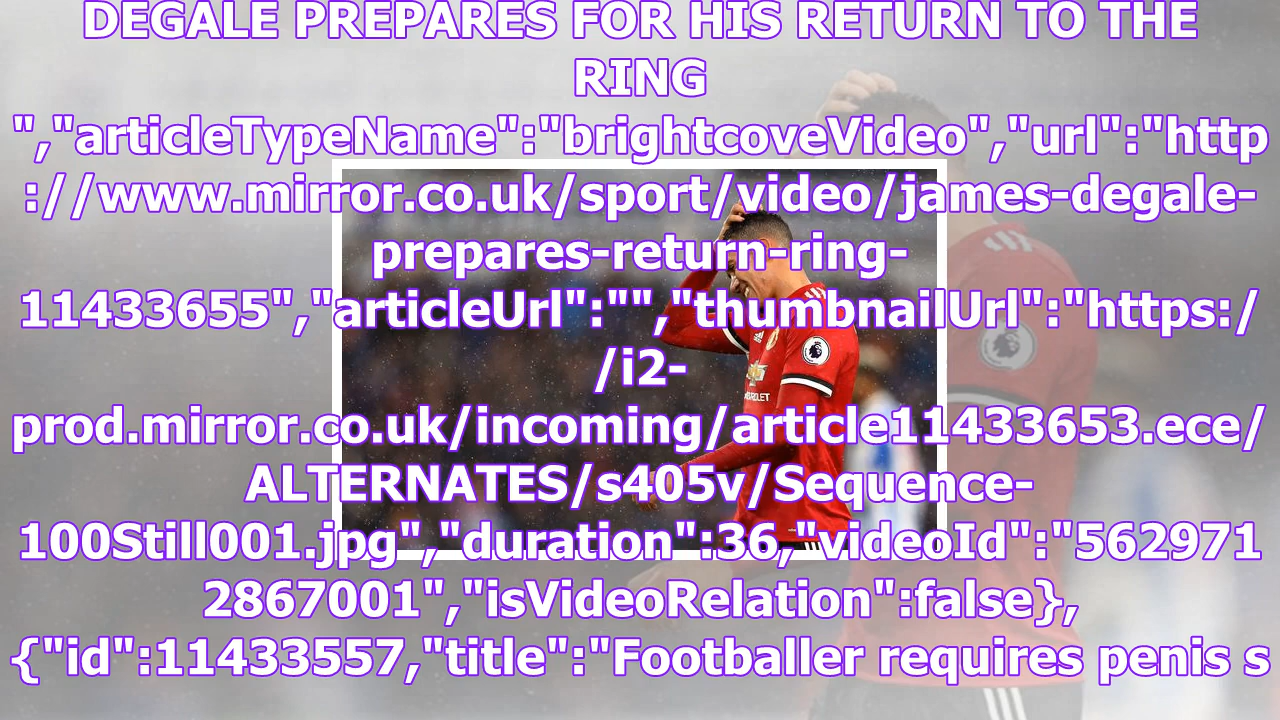 DEGALE PREPARES FOR HIS RETURN TO THE
RING
","articleTypeName":"brightcoveVideo","url":"http
://www.mirror.co.uk/sport/video/james-degale-
prepares-return-ring-
11433655","articleUrl":"","thumbnailUrl":"https:/
/i2-
prod.mirror.co.uk/incoming/article11433653.ece/
ALTERNATES/s405v/Sequence-
100Still001.jpg","duration":36,"videoId":"562971
2867001","isVideoRelation":false},
{"id":11433557,"title":"Footballer requires penis s